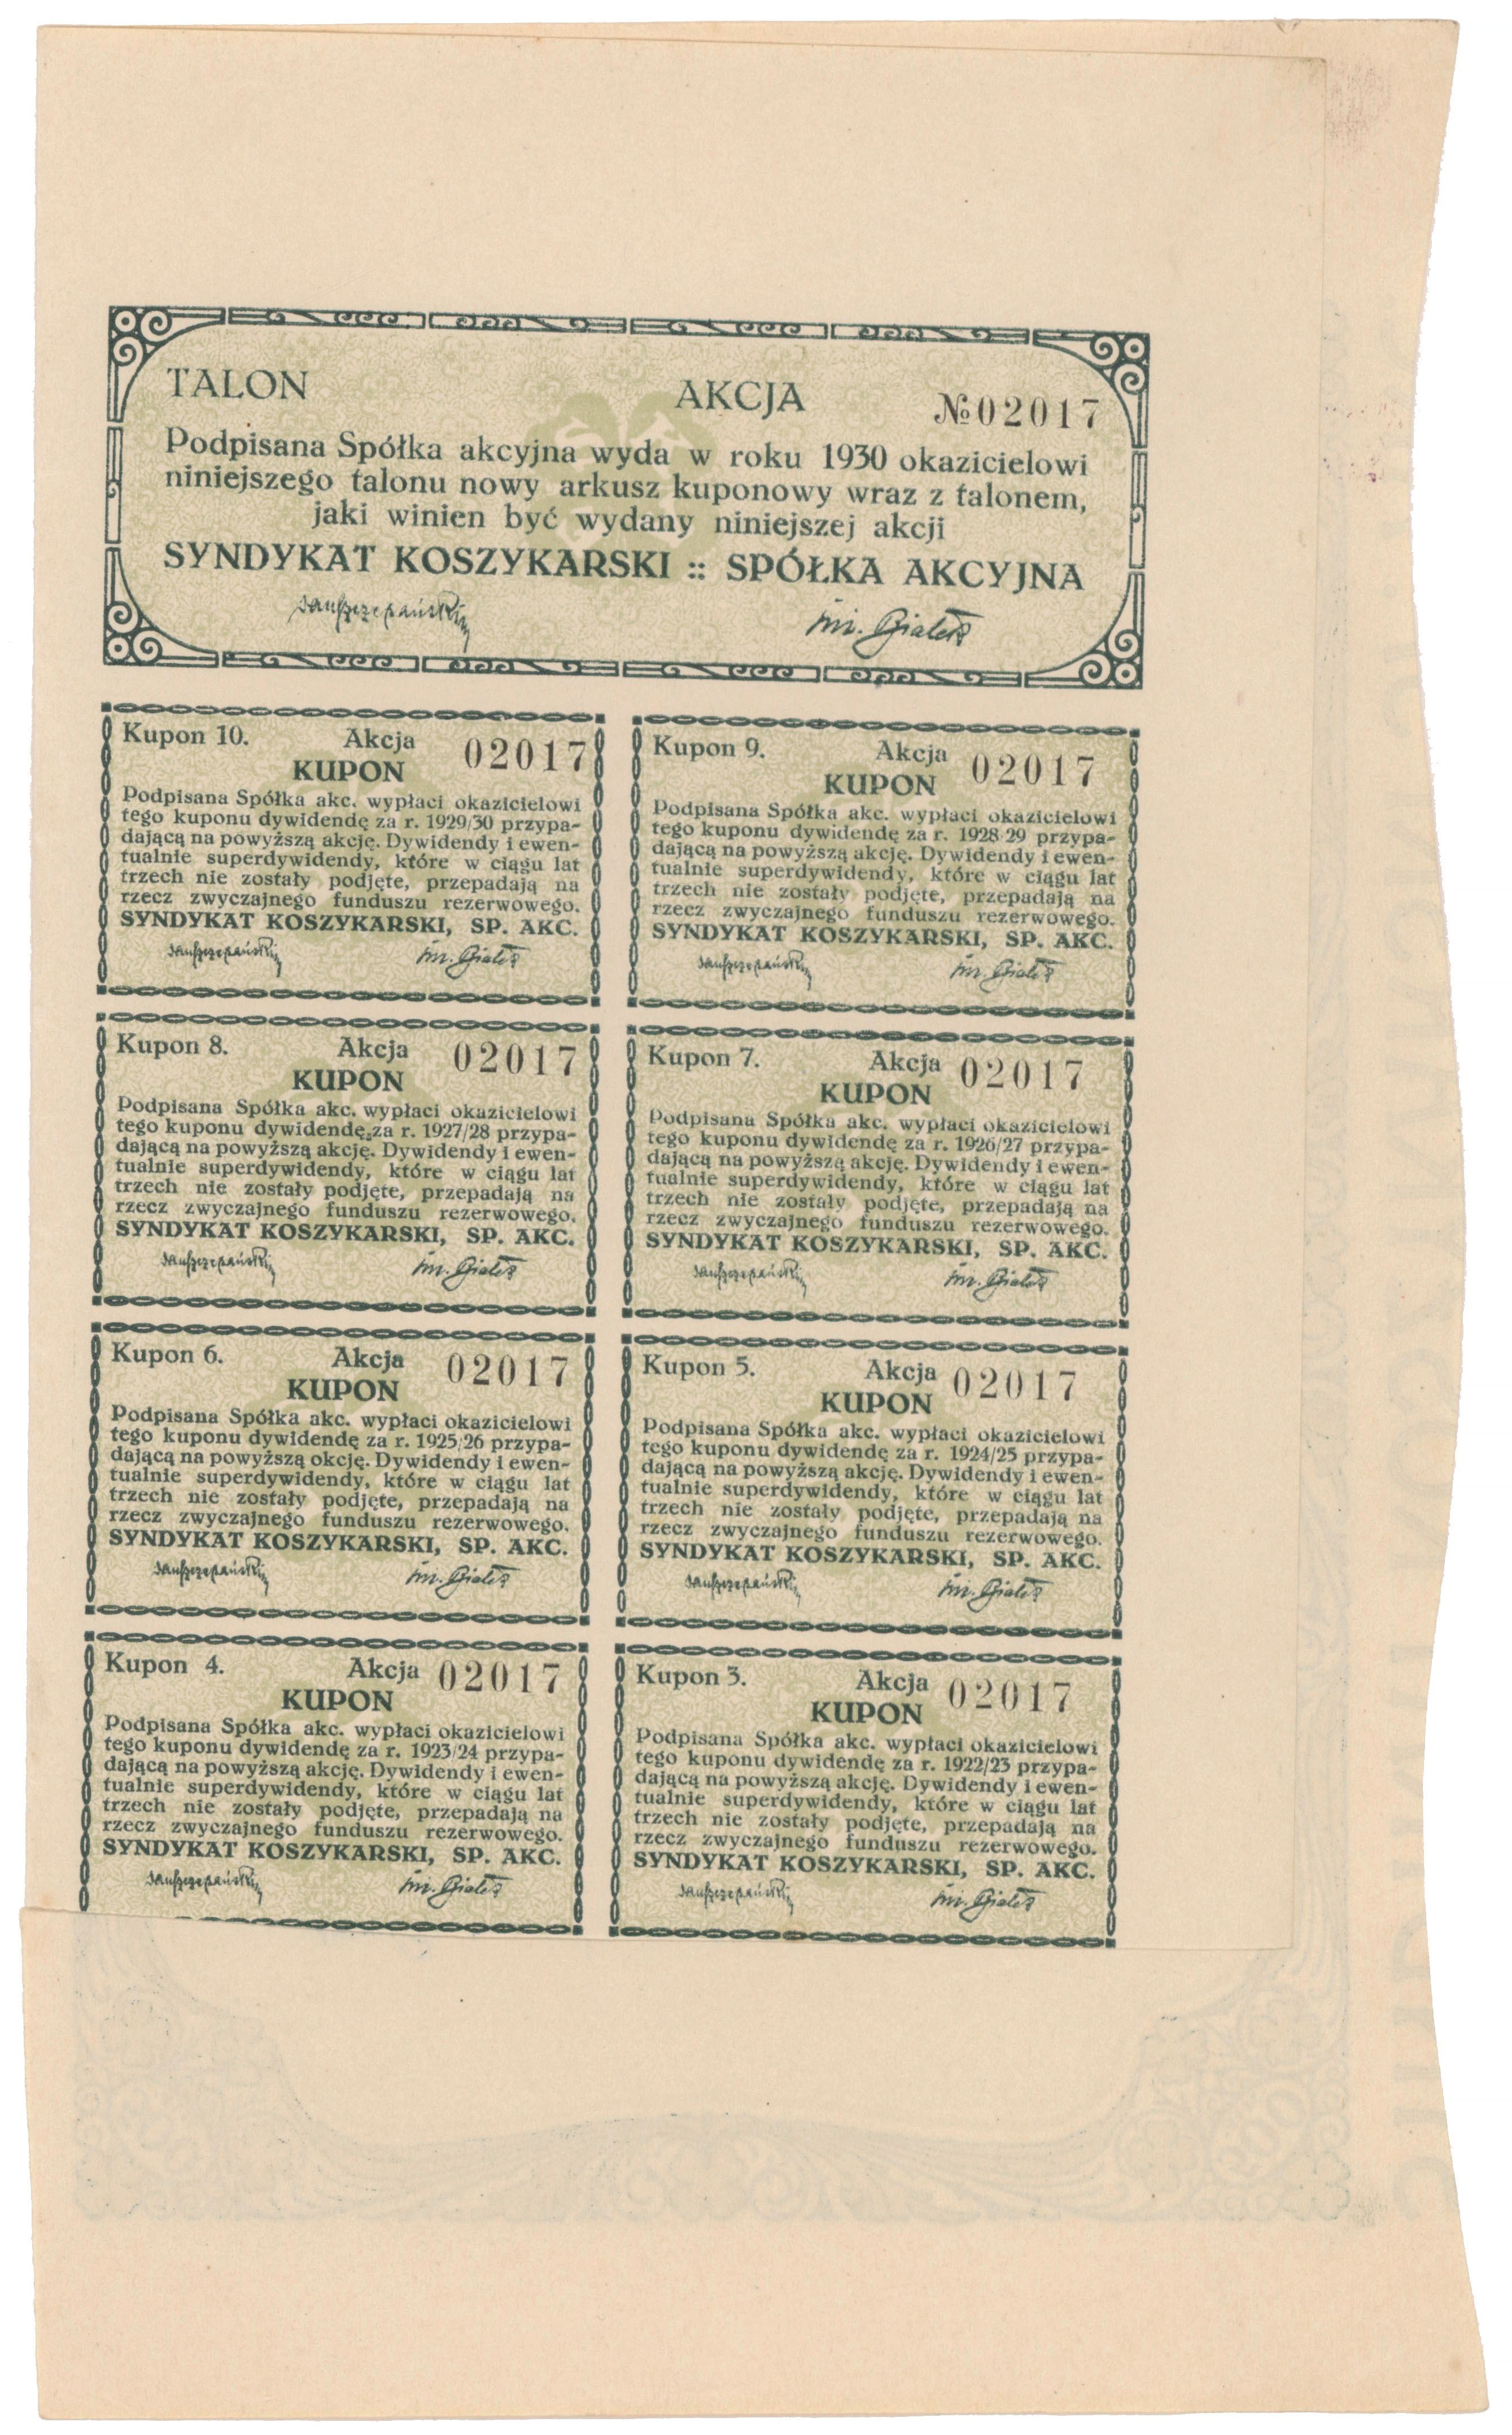 TALON AKCJA №02017
Podpisana Spółka akcyjna wyda w roku 1930 okazicielowi
niniejszego talonu nowy arkusz kuponowy wraz z talonem,
jaki winien być wydany niniejszej akcji
SYNDYKAT KOSZYKARSKI :: SPÓŁKA AKCYJNA
Kupon 10. Akcja 02017
KUPON
Podpisana Spółka akc. wypłaci okazicielowi
tego kuponu dywidendę za r. 1929/30 przypa-
dającą na powyższą akcję. Dywidendy i ewen-
tualnie superdywidendy, które w ciągu lat
trzech nie zostały podjęte, przepadają na
rzecz zwyczajnego funduszu rezerwowego.
SYNDYKAT KOSZYKARSKI, SP. AKC.
Kupon 9. Akcja 02017
KUPON
Podpisana Spółka akc. wypłaci okazicielowi
tego kuponu dywidendę za r. 1928/29 przypa-
dającą na powyższą akcję. Dywidendy i ewen-
tualnie superdywidendy, które w ciągu lat
trzech nie zostały podjęte, przepadają na
rzecz zwyczajnego funduszu rezerwowego.
SYNDYKAT KOSZYKARSKI, SP. AKC.
Kupon 8. Akcja 02017
KUPON
Podpisana Spółka akc. wypłaci okazicielowi
tego kuponu dywidendę za r. 1927/28 przypa-
dającą na powyższą akcję. Dywidendy i ewen-
tualnie superdywidendy, które w ciągu lat
trzech nie zostały podjęte, przepadają na
rzecz zwyczajnego funduszu rezerwowego.
SYNDYKAT KOSZYKARSKI, SP. AKC.
Kupon 7. Akcja 02017
KUPON
Podpisana Spółka akc. wypłaci okazicielowi
tego kuponu dywidendę za r. 1926/27 przypa-
dającą na powyższą akcję. Dywidendy i ewen-
tualnie superdywidendy, które w ciągu lat
trzech nie zostały podjęte, przepadają na
rzecz zwyczajnego funduszu rezerwowego.
SYNDYKAT KOSZYKARSKI, SP. AKC.
Kupon 6. Akcja 02017
KUPON
Podpisana Spółka akc. wypłaci okazicielowi
tego kuponu dywidendę za r. 1925/26 przypa-
dającą na powyższą okcję. Dywidendy i ewen-
tualnie superdywidendy, które w ciągu lat
trzech nie zostały podjęte, przepadają na
rzecz zwyczajnego funduszu rezerwowego.
SYNDYKAT KOSZYKARSKI, SP. AKC.
Kupon 5. Akcja 02017
KUPON
Podpisana Spółka akc. wypłaci okazicielowi
tego kuponu dywidendę za r. 1924/25 przypa-
dającą na powyższą akcję. Dywidendy i ewen-
tualnie superdywidendy, które w ciągu lat
trzech nie zostały podjęte, przepadają na
rzecz zwyczajnego funduszu rezerwowego.
SYNDYKAT KOSZYKARSKI, SP. AKC.
Kupon 4. Akcja 02017
KUPON
Podpisana Spółka akc. wypłaci okazicielowi
tego kuponu dywidendę za r. 1923/24 przypa-
dającą na powyższą akcję. Dywidendy i ewen-
tualnie superdywidendy, które w ciągu lat
trzech nie zostały podjęte, przepadają na
rzecz zwyczajnego funduszu rezerwowego.
SYNDYKAT KOSZYKARSKI, SP. AKC.
Kupon 3. Akcja 02017
KUPON
Podpisana Spółka akc. wypłaci okazicielowi
tego kuponu dywidendę za r. 1922/23 przypa-
dającą na powyższą akcję. Dywidendy i ewen-
tualnie superdywidendy, które w ciągu lat
trzech nie zostały podjęte, przepadają na
rzecz zwyczajnego funduszu rezerwowego.
SYNDYKAT KOSZYKARSKI, SP. AKC.